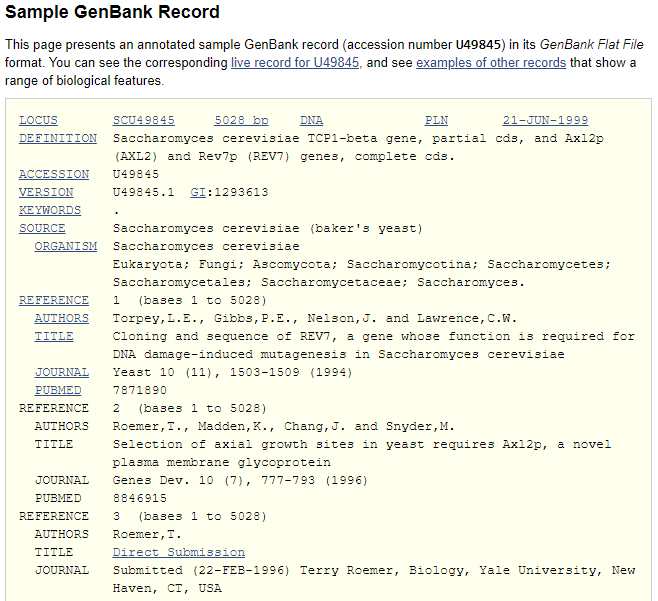 Sample GenBank Record
This page presents an annotated sample GenBank record (accession number U49845) in its GenBank Flat File
format. You can see the corresponding live record for U49845, and see examples of other records that show a
range of biological features.
LOCUS SCU49845 5028 bp DNA PLN 21-JUN-1999
DEFINITION Saccharomyces cerevisiae TCP1-beta gene, partial cds, and Axl2p
(AXL2) and Rev7p (REV7) genes, complete cds.
ACCESSION U49845
VERSION U49845.1 GI:1293613
KEYWORDS .
SOURCE Saccharomyces cerevisiae (baker's yeast)
ORGANISM Saccharomyces cerevisiae
Eukaryota; Fungi; Ascomycota; Saccharomycotina; Saccharomycetes;
Saccharomycetales; Saccharomycetaceae; Saccharomyces.
REFERENCE 1 (bases 1 to 5028)
AUTHORS Torpey,L.E., Gibbs,P.E., Nelson,J. and Lawrence,C.W.
TITLE Cloning and sequence of REV7, a gene whose function is required for
DNA damage-induced mutagenesis in Saccharomyces cerevisiae
JOURNAL Yeast 10 (11), 1503-1509 (1994)
PUBMED 7871890
REFERENCE 2 (bases 1 to 5028)
AUTHORS Roemer,T., Madden,K., Chang,J. and Snyder,M.
TITLE Selection of axial growth sites in yeast requires Axl2p, a novel
plasma membrane glycoprotein
JOURNAL Genes Dev. 10 (7), 777-793 (1996)
PUBMED 8846915
REFERENCE 3 (bases 1 to 5028)
AUTHORS Roemer,T.
TITLE Direct Submission
JOURNAL Submitted (22-FEB-1996) Terry Roemer, Biology, Yale University, New
Haven, CT, USA